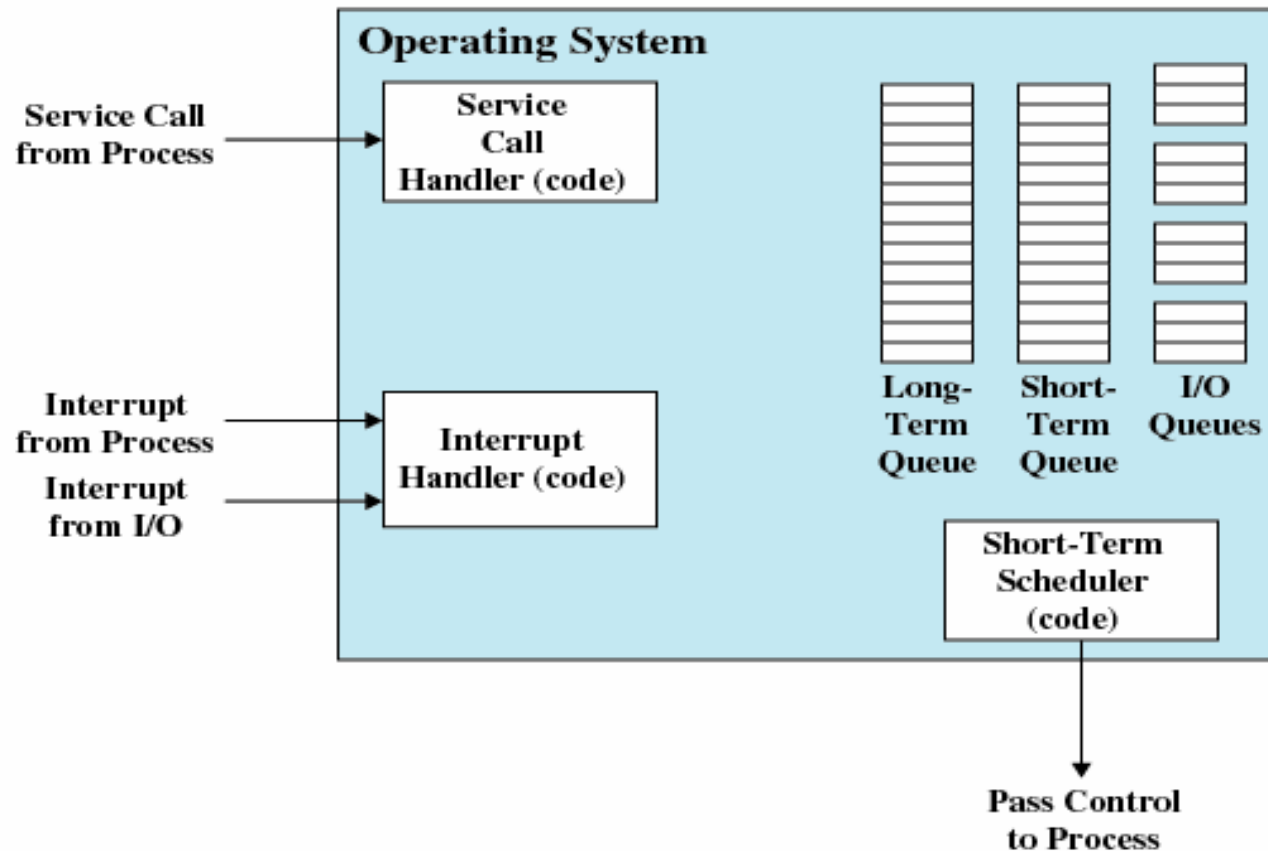 Operating System
Service Call
from Process
Service
Call
Handler (code)
Interrupt
from Process
Interrupt
from I/O
Interrupt
Handler (code)
Long-
Term
Queue
Short-
Term
Queue
I/O
Queues
Short-Term
Scheduler
(code)
Pass Control
to Process